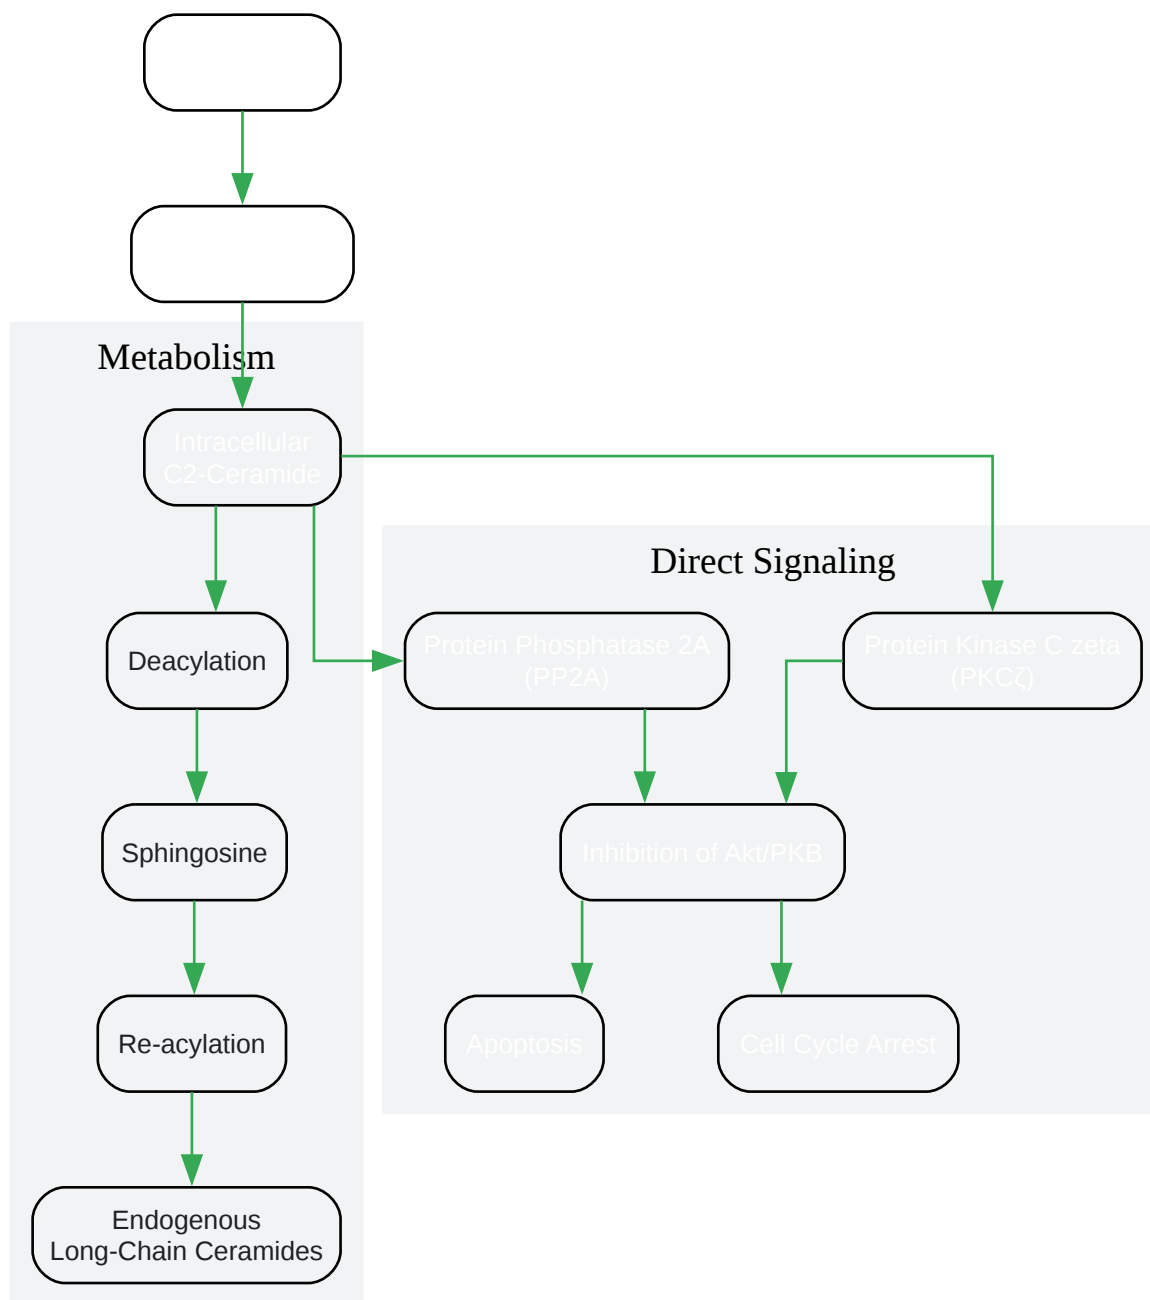 Metabolism
Intracellular
C2-Ceramide
Direct Signaling
Deacylation
Protein Phosphatase 2A
(PP2A)
Protein Kinase C zeta
(PKCζ)
Sphingosine
Inhibition of Akt/PKB
Re-acylation
Apoptosis
Cell Cycle Arrest
Endogenous
Long-Chain Ceramides